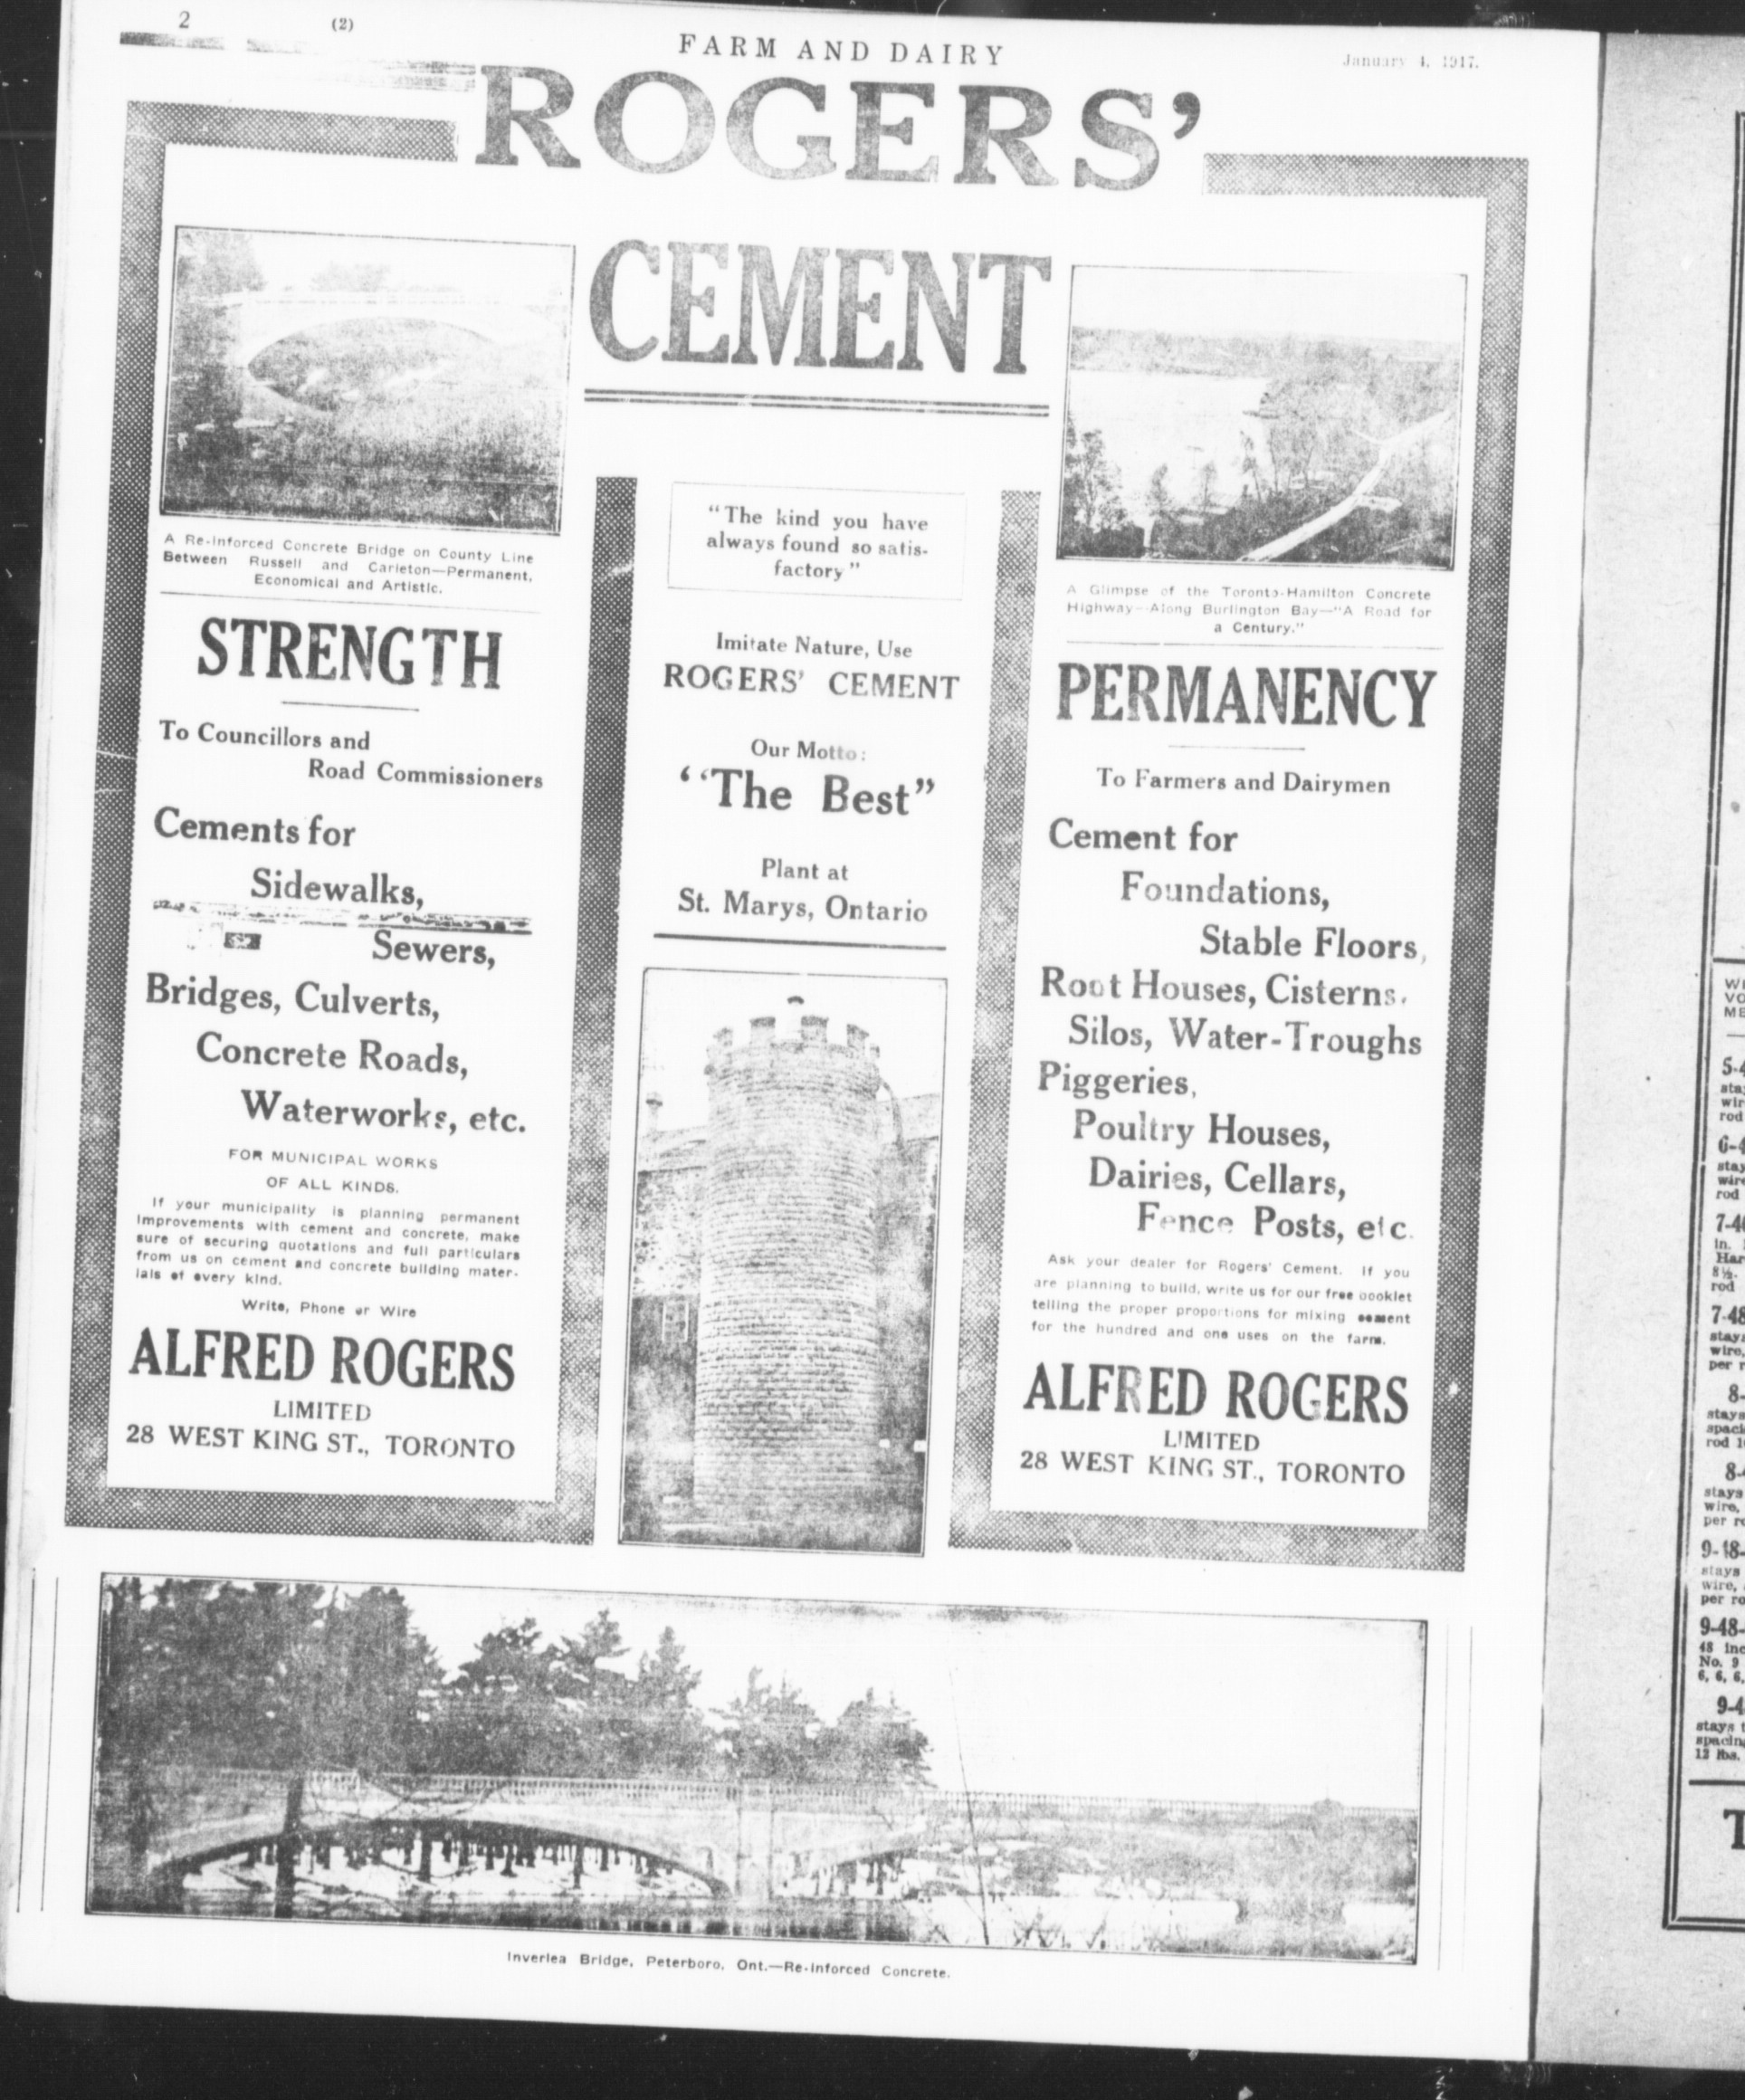 2 (2) FARM AND DAIRY January 4, 1917.
ROGERS'
CEMENT
A Re-Inforced Concrete Bridge on County Line
Between Russell and Carleton—Permanent,
Economical and Artistic.
STRENGTH
To Councillors and
Road Commissioners
Cements for
Sidewalks,
Sewers,
Bridges, Culverts,
Concrete Roads,
Waterworks, etc.
FOR MUNICIPAL WORKS
OF ALL KINDS.
If your municipality is planning permanent
improvements with cement and concrete, make
sure of securing quotations and full particulars
from us on cement and concrete building mater-
ials of every kind.
Write, Phone or Wire
ALFRED ROGERS
LIMITED
28 WEST KING ST., TORONTO
"The kind you have
always found so satis-
factory"
Imitate Nature, Use
ROGERS' CEMENT
Our Motto:
"The Best"
Plant at
St. Marys, Ontario
A Glimpse of the Toronto-Hamilton Concrete
Highway—Along Burlington Bay—"A Road for
a Century."
PERMANENCY
To Farmers and Dairymen
Cement for
Foundations,
Stable Floors,
Root Houses, Cisterns,
Silos, Water-Troughs
Piggeries,
Poultry Houses,
Dairies, Cellars,
Fence Posts, etc.
Ask your dealer for Rogers' Cement. If you
are planning to build, write us for our free booklet
telling the proper proportions for mixing cement
for the hundred and one uses on the farm.
ALFRED ROGERS
LIMITED
28 WEST KING ST., TORONTO
Inverlea Bridge, Peterboro, Ont.—Re-Inforced Concrete.